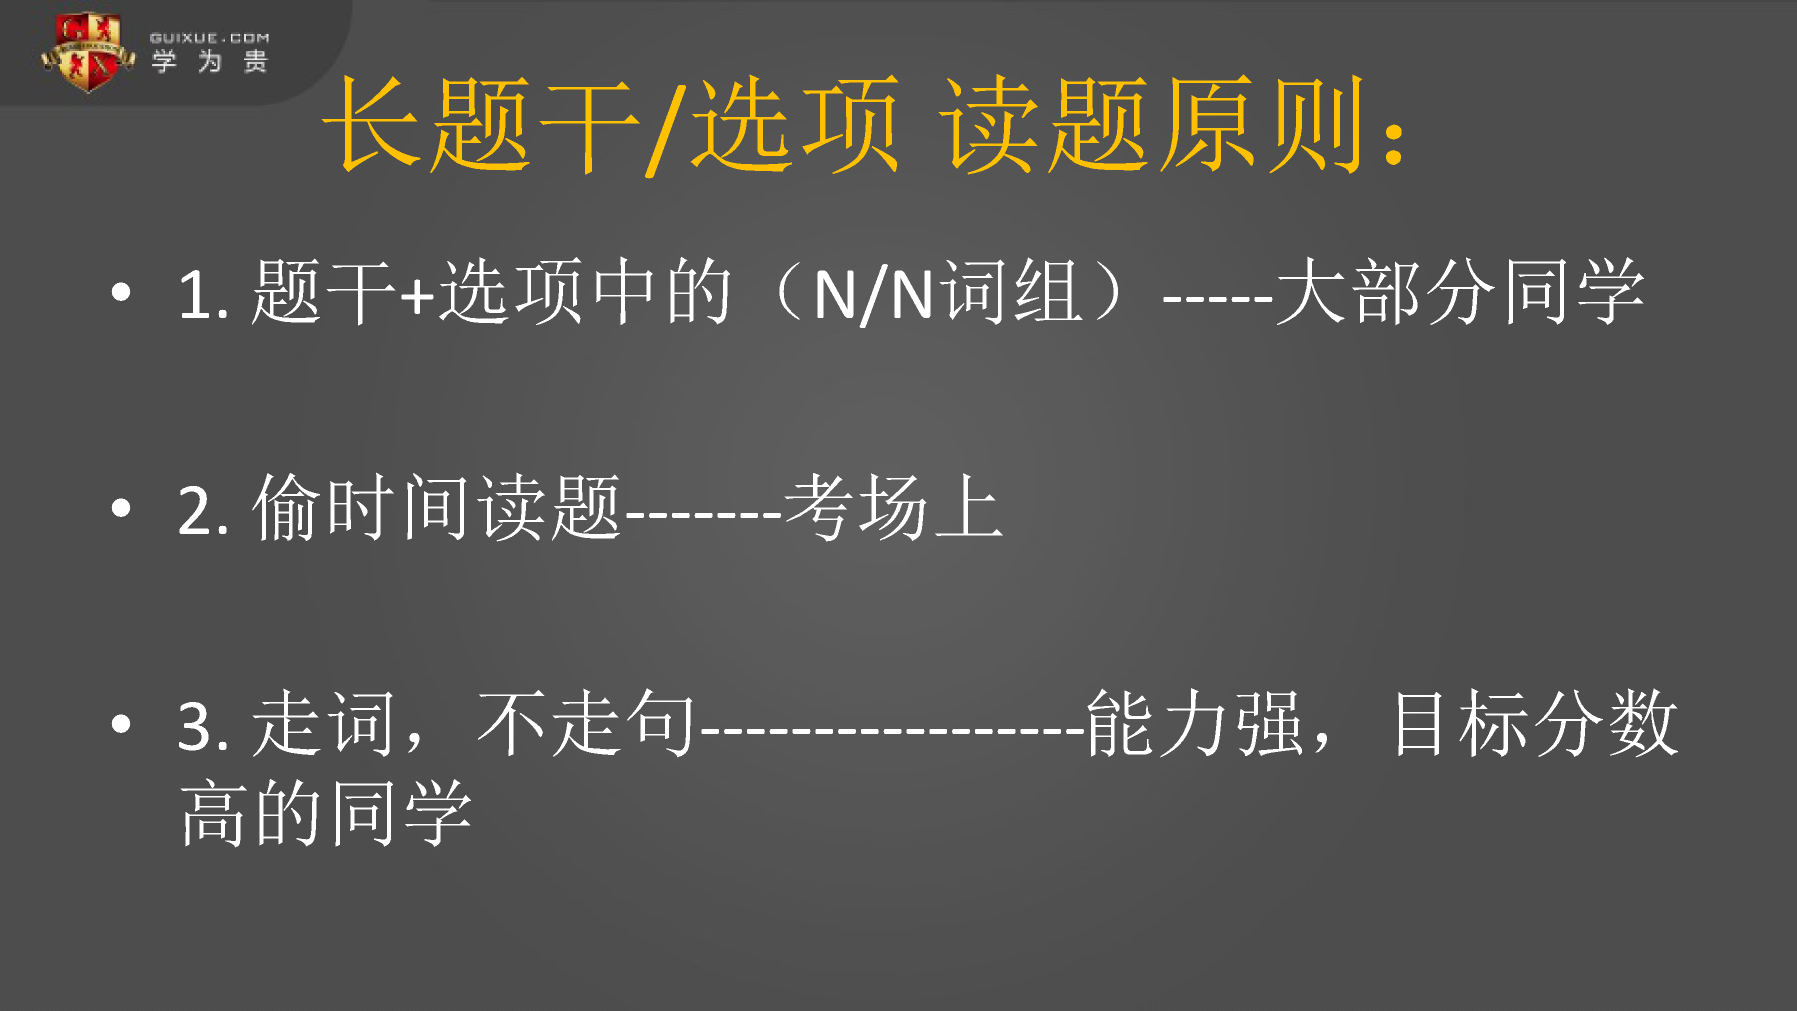 GUIXUE.COM
学为贵
长题干/选项 读题原则:
• 1. 题干+选项中的（N/N词组）-----大部分同学
• 2. 偷时间读题-------考场上
• 3. 走词，不走句-----------------能力强，目标分数
高的同学